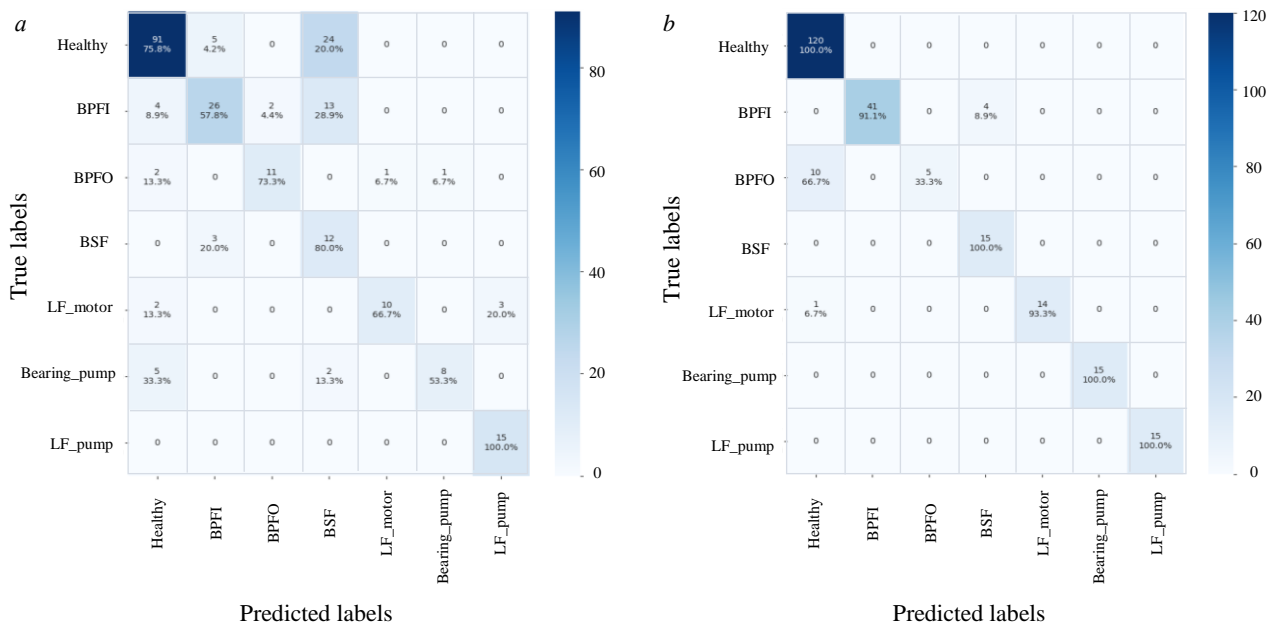 a
Healthy
91 5 0 24 0 0 0
75.8% 4.2% 20.0%
BPFI
4 26 2 13 0 0 0
8.9% 57.8% 4.4% 28.9%
BPFO
2 0 11 0 1 1 0
13.3% 73.3% 6.7% 6.7%
BSF
0 3 0 12 0 0 0
20.0% 80.0%
LF_motor
2 0 0 0 10 0 3
13.3% 66.7% 20.0%
Bearing_pump
5 0 0 2 0 8 0
33.3% 13.3% 53.3%
LF_pump
0 0 0 0 0 0 15
100.0%
True labels
Healthy BPFI BPFO BSF LF_motor Bearing_pump LF_pump
Predicted labels
80
60
40
20
0
b
Healthy
120 0 0 0 0 0 0
100.0%
BPFI
0 41 0 4 0 0 0
91.1% 8.9%
BPFO
10 0 5 0 0 0 0
66.7% 33.3%
BSF
0 0 0 15 0 0 0
100.0%
LF_motor
1 0 0 0 14 0 0
6.7% 93.3%
Bearing_pump
0 0 0 0 0 15 0
100.0%
LF_pump
0 0 0 0 0 0 15
100.0%
True labels
Healthy BPFI BPFO BSF LF_motor Bearing_pump LF_pump
Predicted labels
120
100
80
60
40
20
0